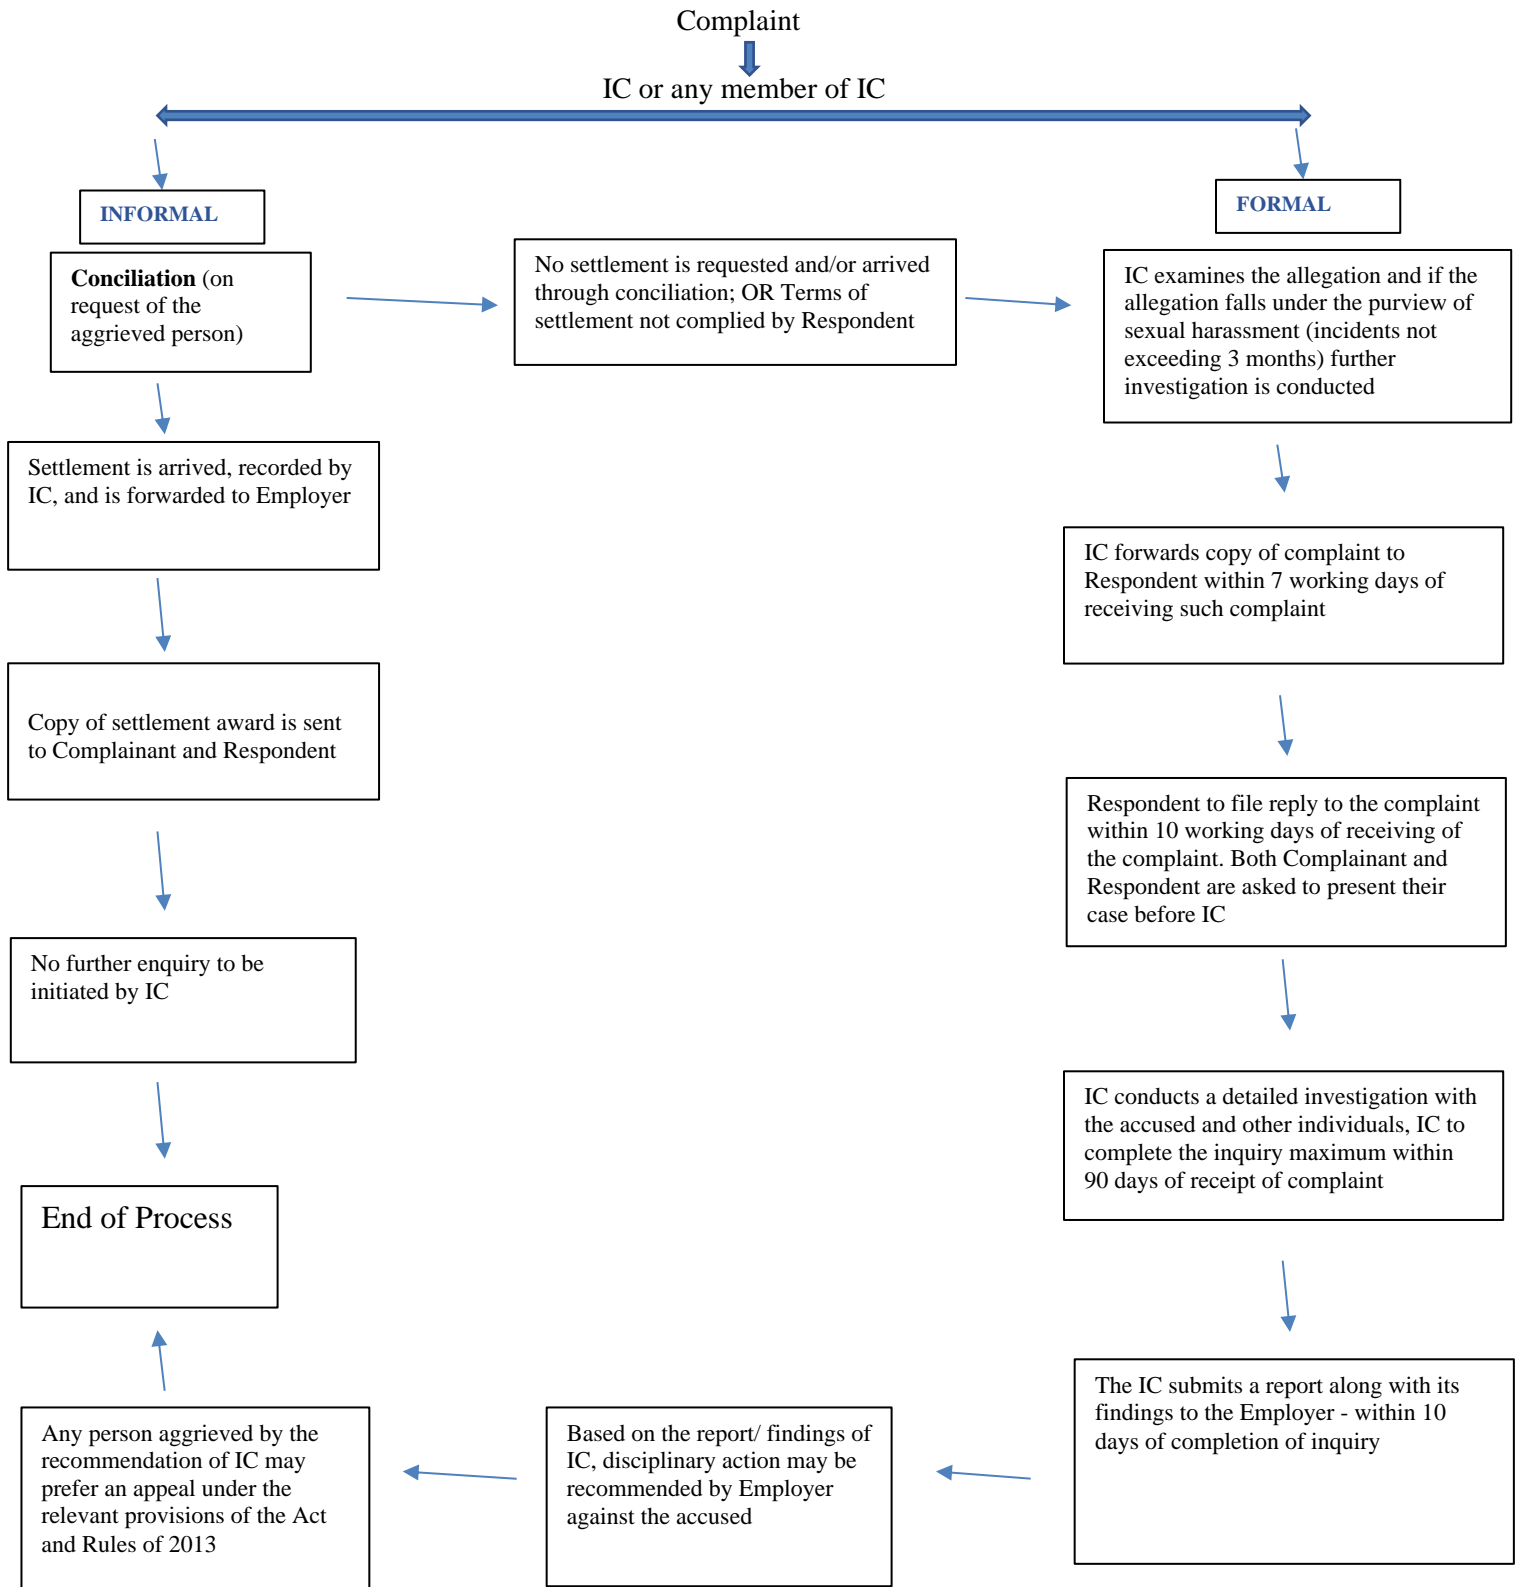 Complaint
IC or any member of IC
INFORMAL
FORMAL
Conciliation (on
request of the
aggrieved person)
No settlement is requested and/or arrived
through conciliation; OR Terms of
settlement not complied by Respondent
IC examines the allegation and if the
allegation falls under the purview of
sexual harassment (incidents not
exceeding 3 months) further
investigation is conducted
Settlement is arrived, recorded by
IC, and is forwarded to Employer
IC forwards copy of complaint to
Respondent within 7 working days of
receiving such complaint
Copy of settlement award is sent
to Complainant and Respondent
Respondent to file reply to the complaint
within 10 working days of receiving of
the complaint. Both Complainant and
Respondent are asked to present their
case before IC
No further enquiry to be
initiated by IC
IC conducts a detailed investigation with
the accused and other individuals, IC to
complete the inquiry maximum within
90 days of receipt of complaint
End of Process
The IC submits a report along with its
findings to the Employer - within 10
days of completion of inquiry
Based on the report/ findings of
IC, disciplinary action may be
recommended by Employer
against the accused
Any person aggrieved by the
recommendation of IC may
prefer an appeal under the
relevant provisions of the Act
and Rules of 2013